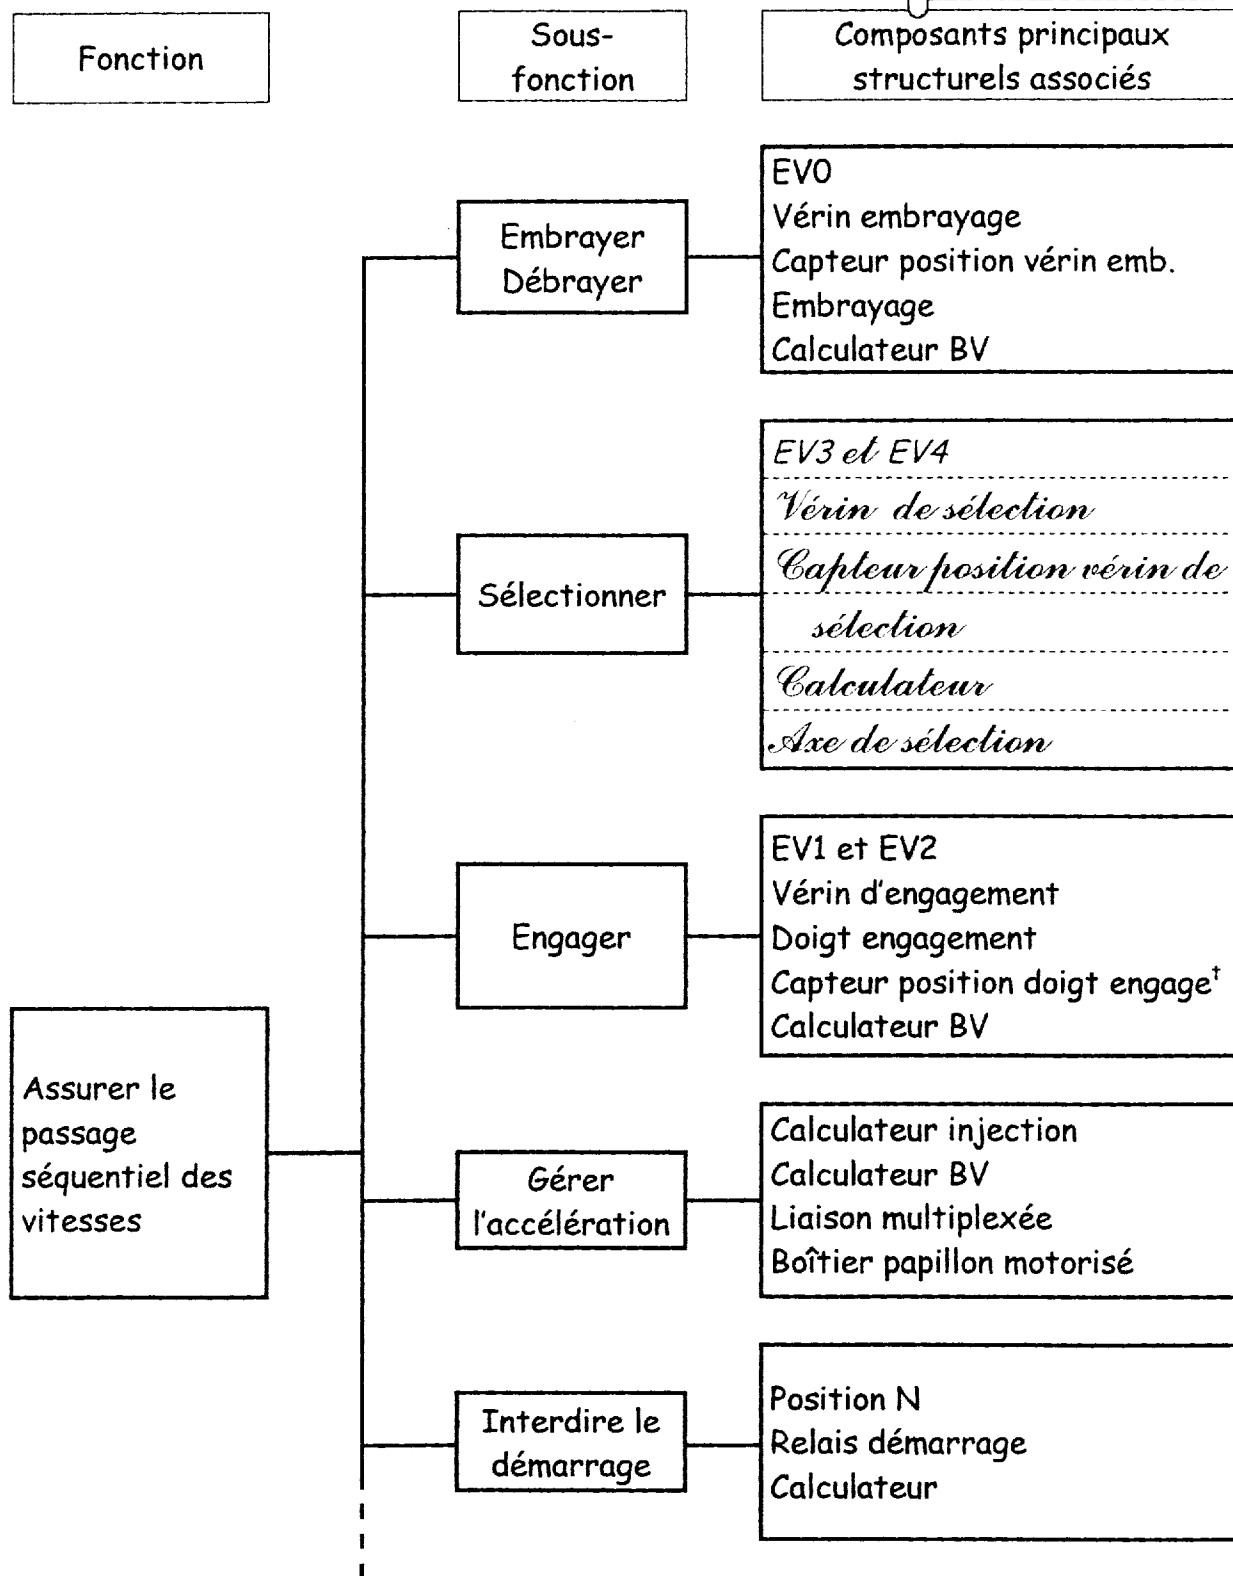 Fonction
Sous-
fonction
Composants principaux
structurels associés
Embrayer
Débrayer
EV0
Vérin embrayage
Capteur position vérin emb.
Embrayage
Calculateur BV
Sélectionner
EV3 et EV4
Vérin de sélection
Capteur position vérin de
sélection
Calculateur
Axe de sélection
Engager
EV1 et EV2
Vérin d'engagement
Doigt engagement
Capteur position doigt engageᵗ
Calculateur BV
Assurer le
passage
séquentiel des
vitesses
Gérer
l'accélération
Calculateur injection
Calculateur BV
Liaison multiplexée
Boîtier papillon motorisé
Interdire le
démarrage
Position N
Relais démarrage
Calculateur